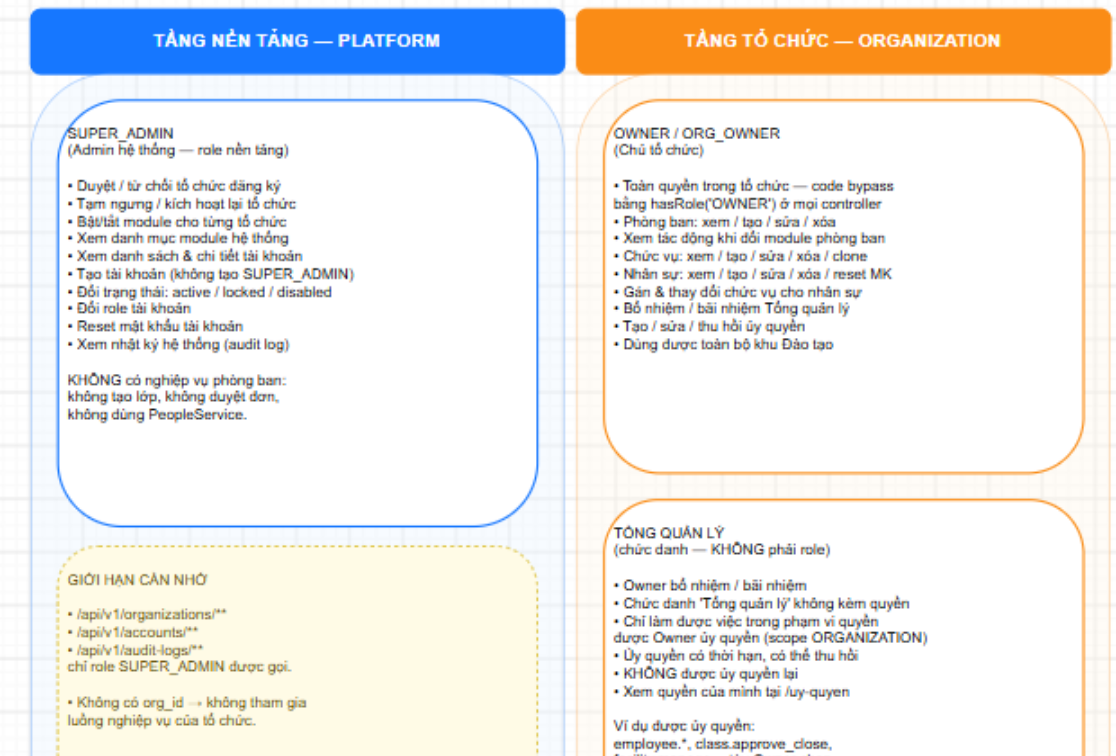 TẦNG NỀN TẢNG — PLATFORM
SUPER_ADMIN
(Admin hệ thống — role nền tảng)
• Duyệt / từ chối tổ chức đăng ký
• Tạm ngưng / kích hoạt lại tổ chức
• Bật/tắt module cho từng tổ chức
• Xem danh mục module hệ thống
• Xem danh sách & chi tiết tài khoản
• Tạo tài khoản (không tạo SUPER_ADMIN)
• Đổi trạng thái: active / locked / disabled
• Đổi role tài khoản
• Reset mật khẩu tài khoản
• Xem nhật ký hệ thống (audit log)
KHÔNG có nghiệp vụ phòng ban:
không tạo lớp, không duyệt đơn,
không dùng PeopleService.
GIỚI HẠN CẦN NHỚ
• /api/v1/organizations/**
• /api/v1/accounts/**
• /api/v1/audit-logs/**
chỉ role SUPER_ADMIN được gọi.
• Không có org_id → không tham gia
luồng nghiệp vụ của tổ chức.
TẦNG TỔ CHỨC — ORGANIZATION
OWNER / ORG_OWNER
(Chủ tổ chức)
• Toàn quyền trong tổ chức — code bypass
bằng hasRole('OWNER') ở mọi controller
• Phòng ban: xem / tạo / sửa / xóa
• Xem tác động khi đổi module phòng ban
• Chức vụ: xem / tạo / sửa / xóa / clone
• Nhân sự: xem / tạo / sửa / xóa / reset MK
• Gán & thay đổi chức vụ cho nhân sự
• Bổ nhiệm / bãi nhiệm Tổng quản lý
• Tạo / sửa / thu hồi ủy quyền
• Dùng được toàn bộ khu Đào tạo
TỔNG QUẢN LÝ
(chức danh — KHÔNG phải role)
• Owner bổ nhiệm / bãi nhiệm
• Chức danh 'Tổng quản lý' không kèm quyền
• Chỉ làm được việc trong phạm vi quyền
được Owner ủy quyền (scope ORGANIZATION)
• Ủy quyền có thời hạn, có thể thu hồi
• KHÔNG được ủy quyền lại
• Xem quyền của mình tại /uy-quyen
Ví dụ được ủy quyền:
employee.*, class.approve_close,